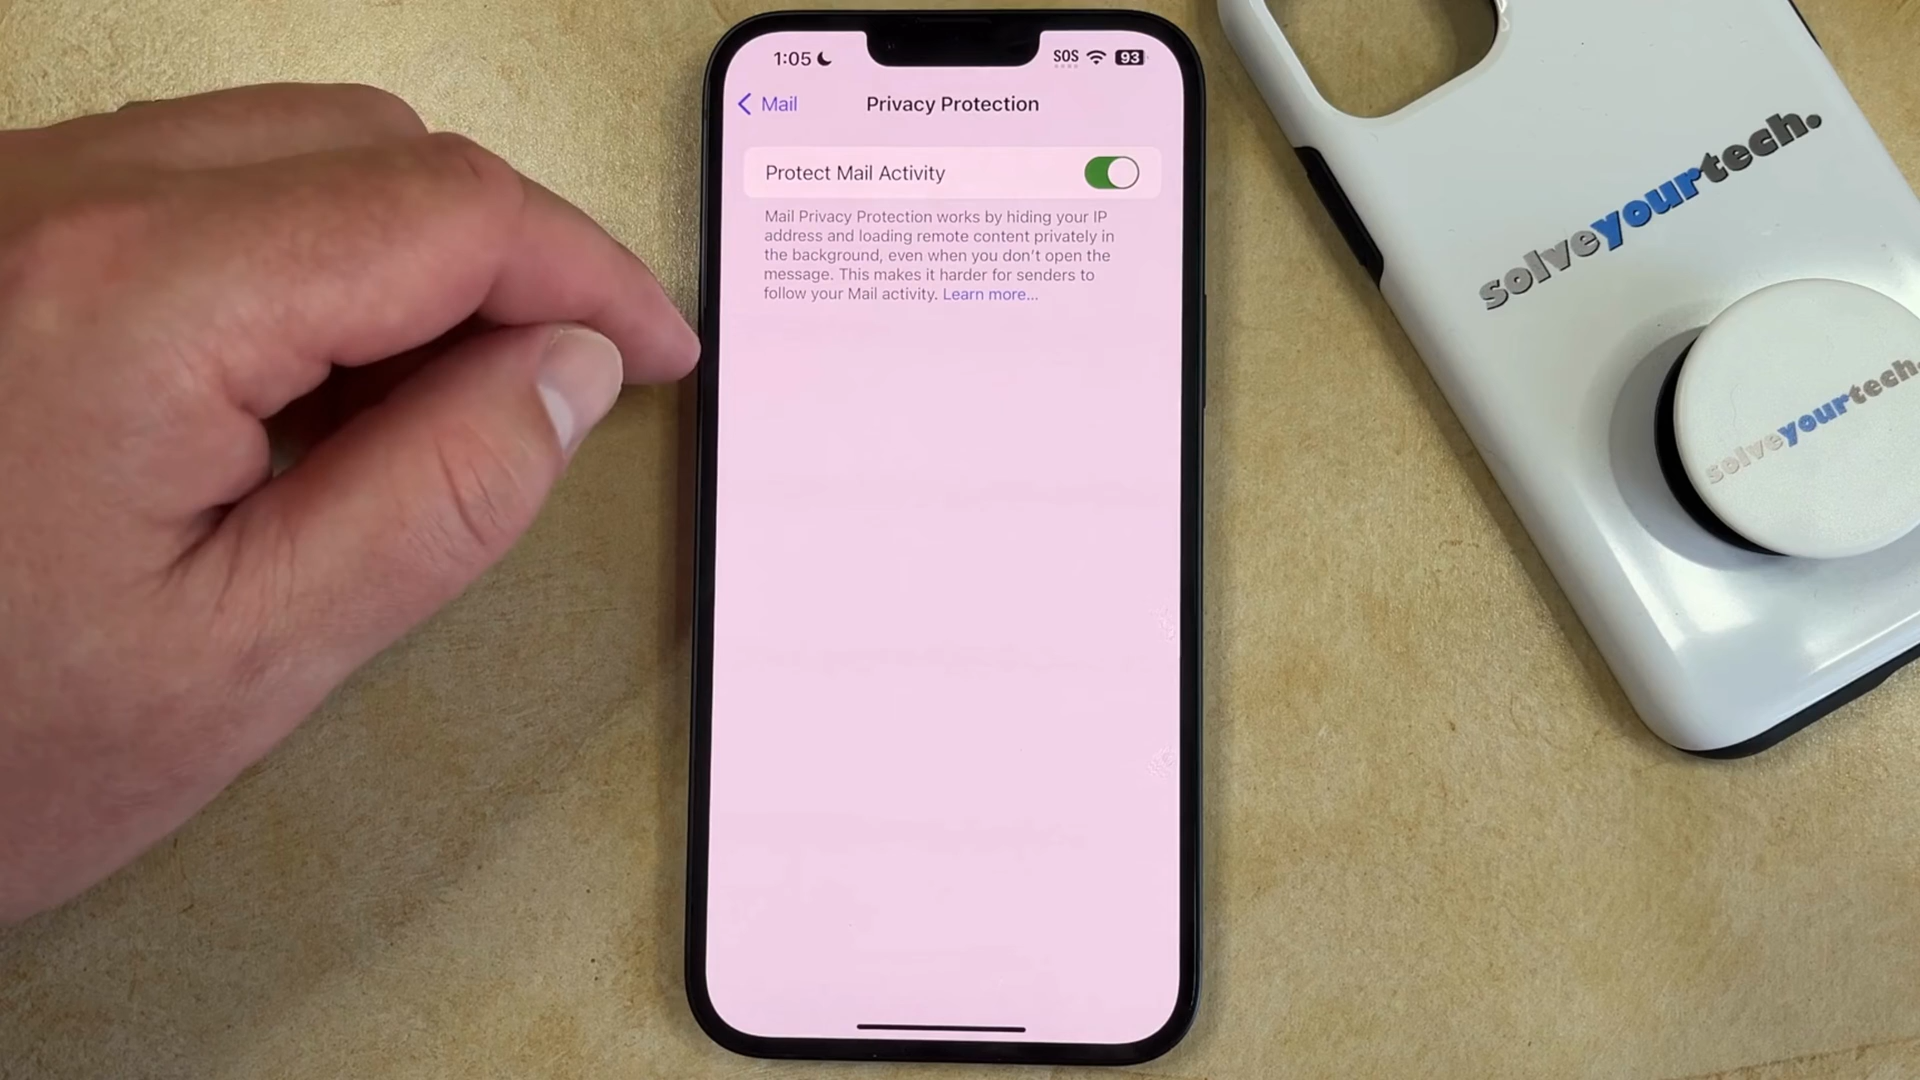 1:05
SOS
93
Mail
Privacy Protection
Protect Mail Activity
Mail Privacy Protection works by hiding your IP
address and loading remote content privately in
the background, even when you don't open the
message. This makes it harder for senders to
follow your Mail activity. Learn more...
solveyourtech.
solveyourtech.